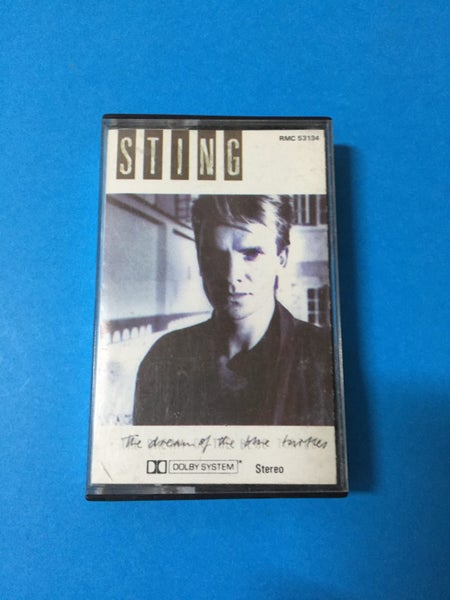 STING
RMC 53134
the dream of the blue turtles
DOLBY SYSTEM*
Stereo